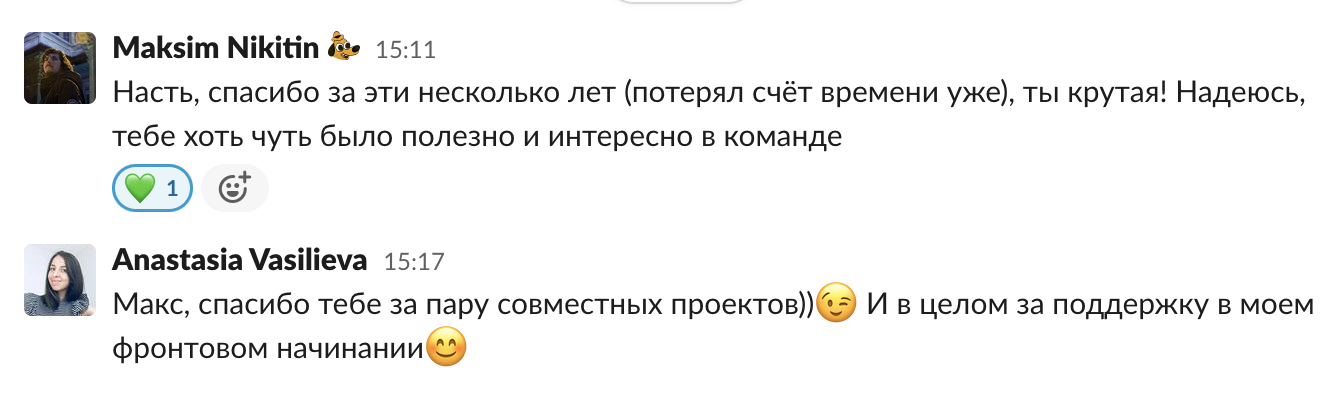 Maksim Nikitin 15:11
Насть, спасибо за эти несколько лет (потерял счёт времени уже), ты крутая! Надеюсь,
тебе хоть чуть было полезно и интересно в команде
💚 1
Anastasia Vasilieva 15:17
Макс, спасибо тебе за пару совместных проектов))😉 И в целом за поддержку в моем
фронтовом начинании😊